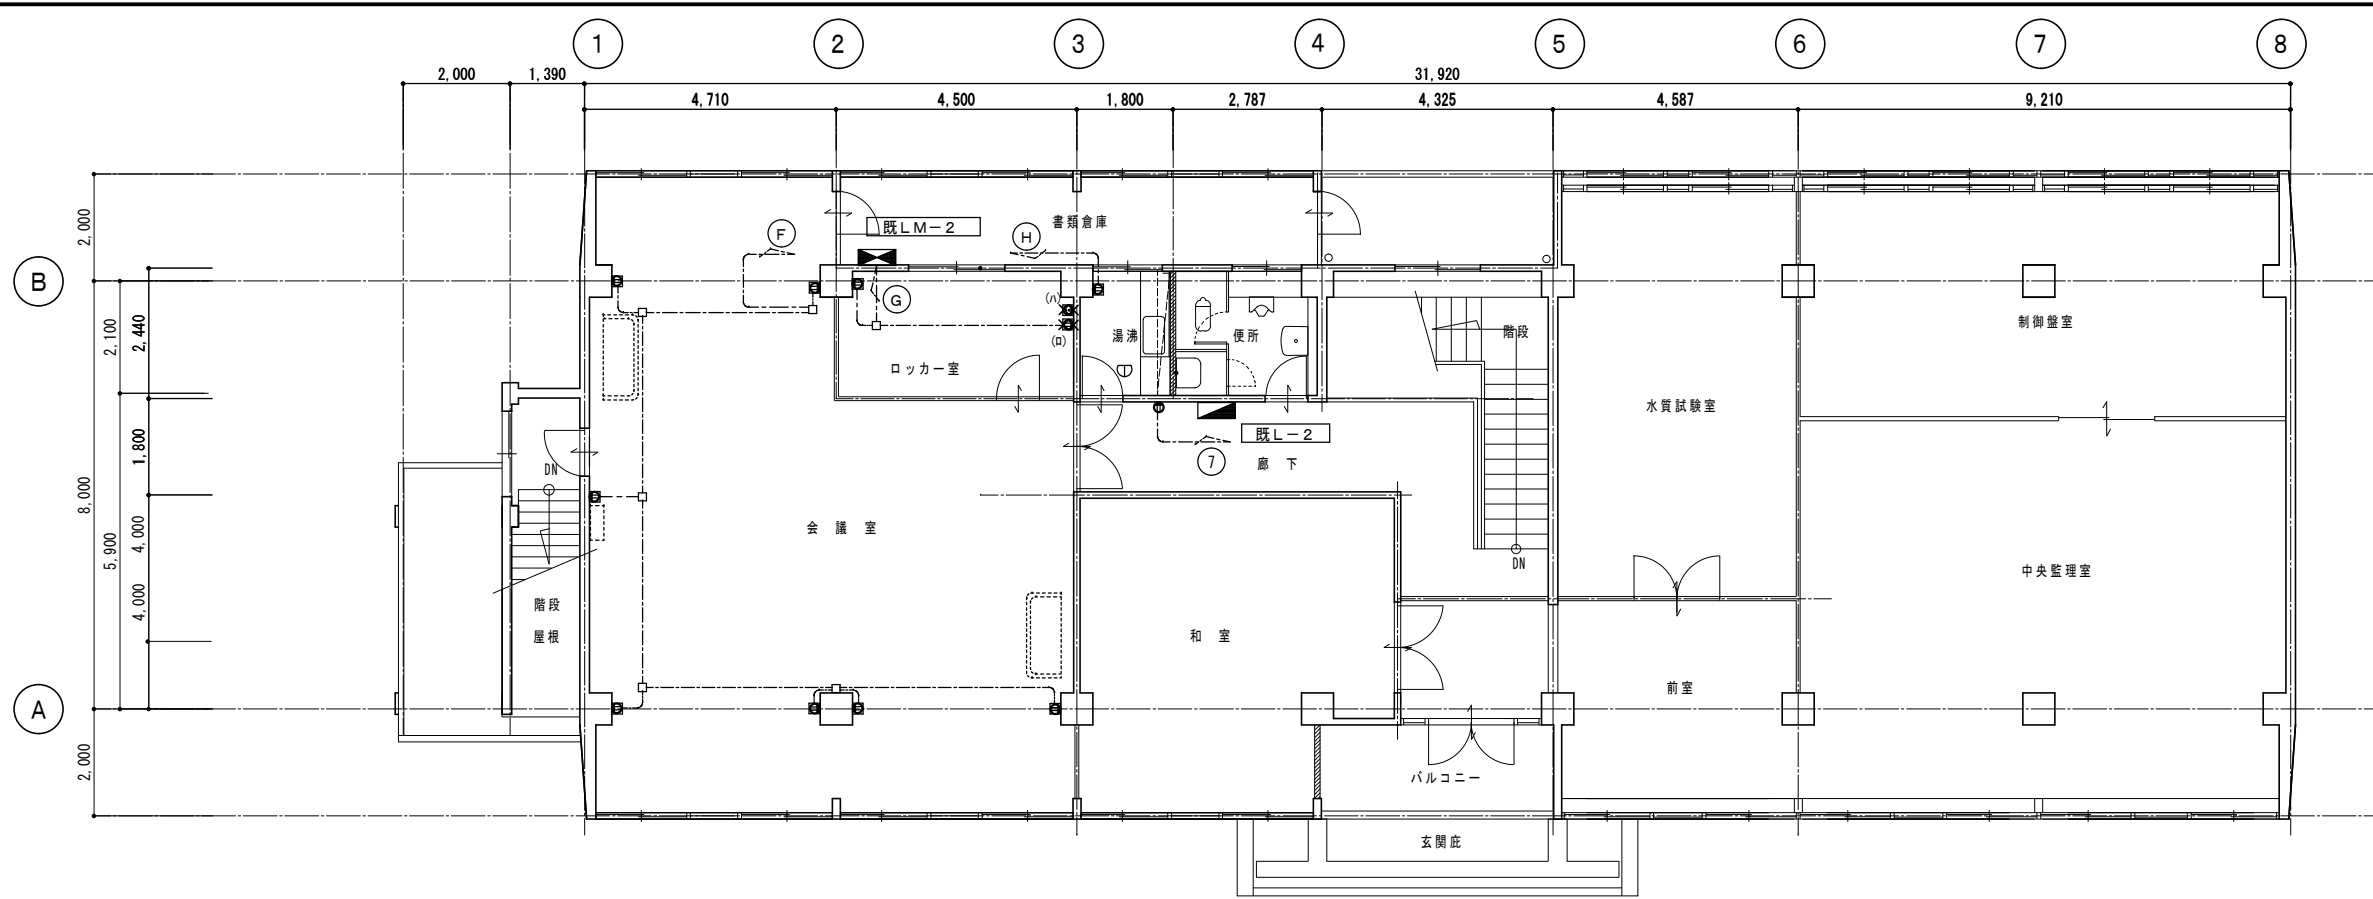 1 2 3 4 5 6 7 8
2,000 1,390 31,920
4,710 4,500 1,800 2,787 4,325 4,587 9,210
2,000
書類倉庫
既LM-2
F
H
B
G
(ハ)
2,100
2,440
(ロ)
湯沸
便所
階段
制御盤室
ロッカー室
水質試験室
1,800
既L-2
7
廊 下
DN
8,000
5,900
4,000
会 議 室
DN
中央監理室
4,000
階段
屋根
和 室
前室
A
2,000
バルコニー
玄関庇